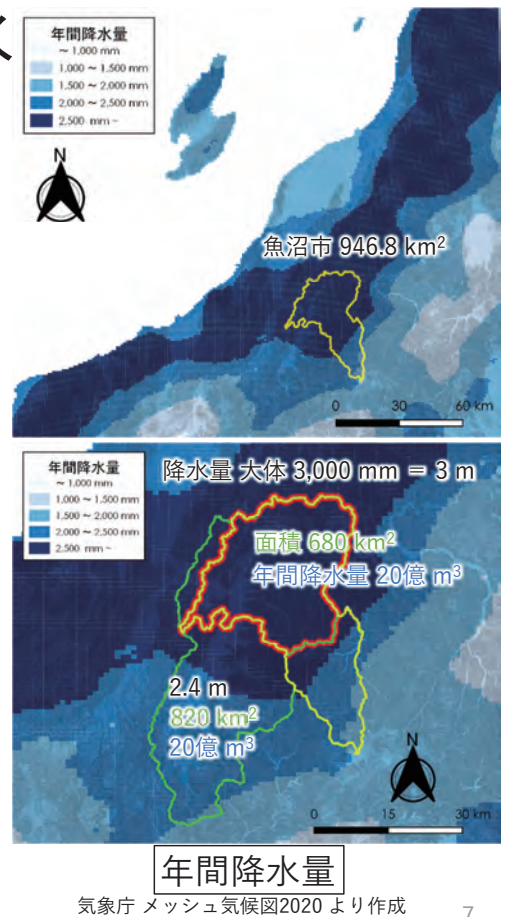 年間降水量
~ 1,000 mm
1,000 ~ 1,500 mm
1,500 ~ 2,000 mm
2,000 ~ 2,500 mm
2,500 mm ~
N
魚沼市 946.8 km²
0 30 60 km
年間降水量
~ 1,000 mm
1,000 ~ 1,500 mm
1,500 ~ 2,000 mm
2,000 ~ 2,500 mm
2,500 mm ~
降水量 大体 3,000 mm = 3 m
面積 680 km²
年間降水量 20億 m³
2.4 m
820 km²
20億 m³
N
0 15 30 km
年間降水量
気象庁 メッシュ気候図2020 より作成
7